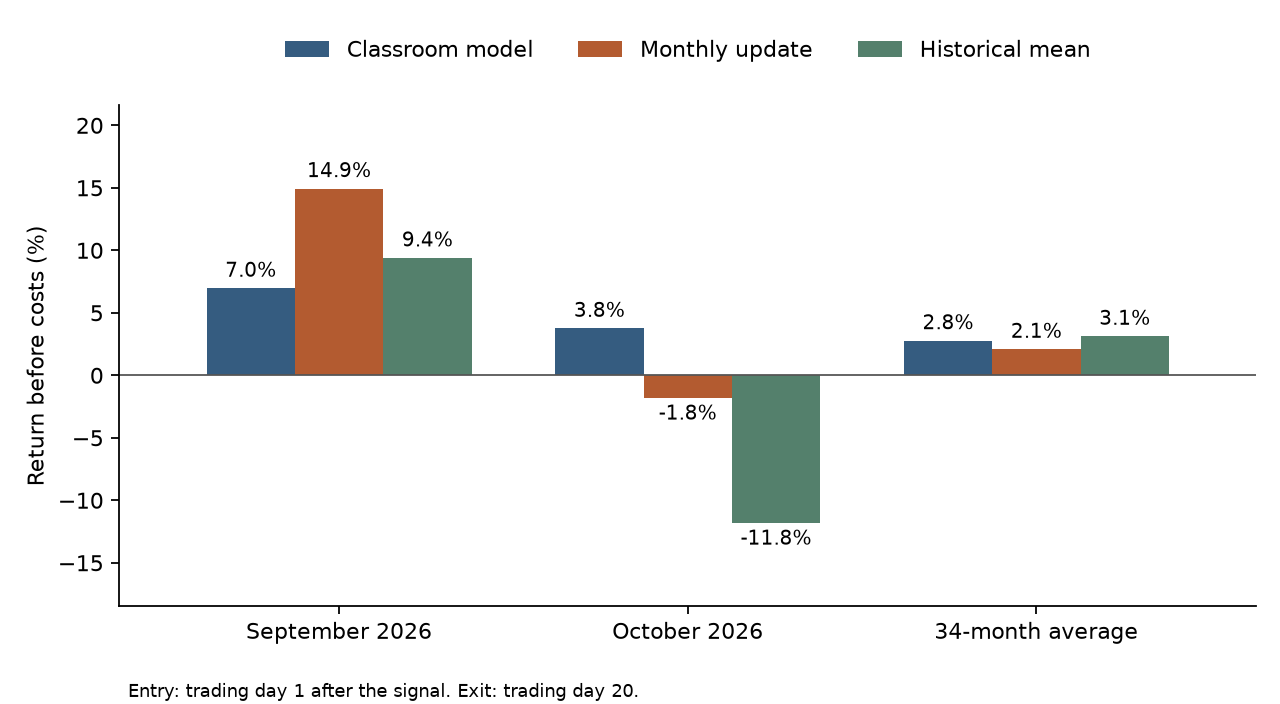 Classroom model Monthly update Historical mean
Return before costs (%)
20
15
10
5
0
−5
−10
−15
7.0%
14.9%
9.4%
3.8%
-1.8%
-11.8%
2.8%
2.1%
3.1%
September 2026
October 2026
34-month average
Entry: trading day 1 after the signal. Exit: trading day 20.